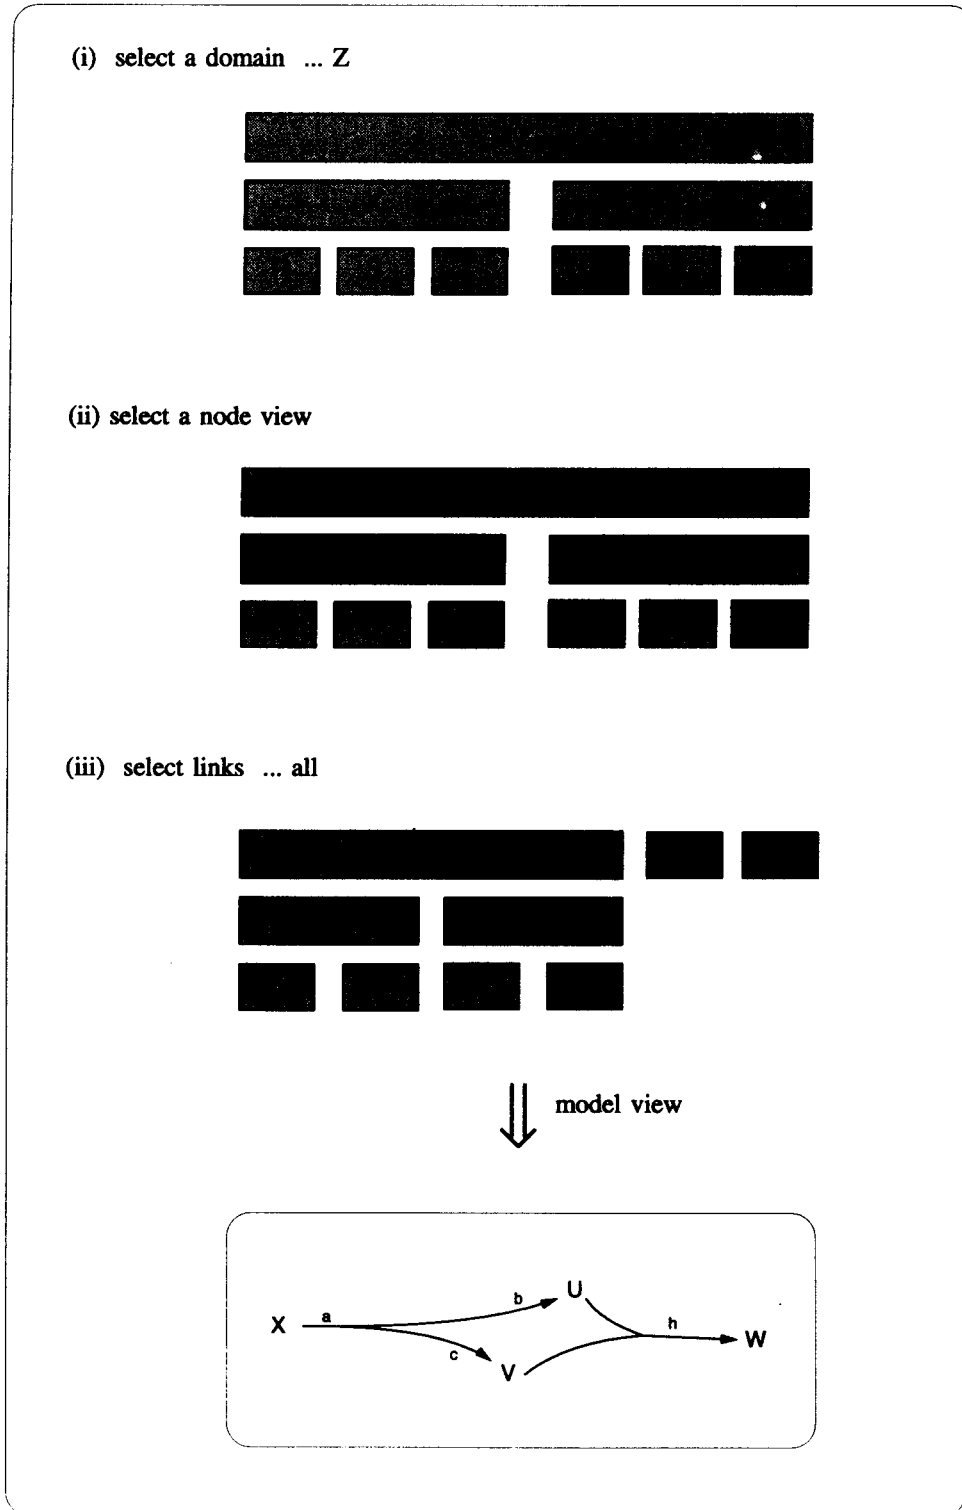 (i) select a domain ... Z
(ii) select a node view
(iii) select links ... all
model view
X a b U
c V h W